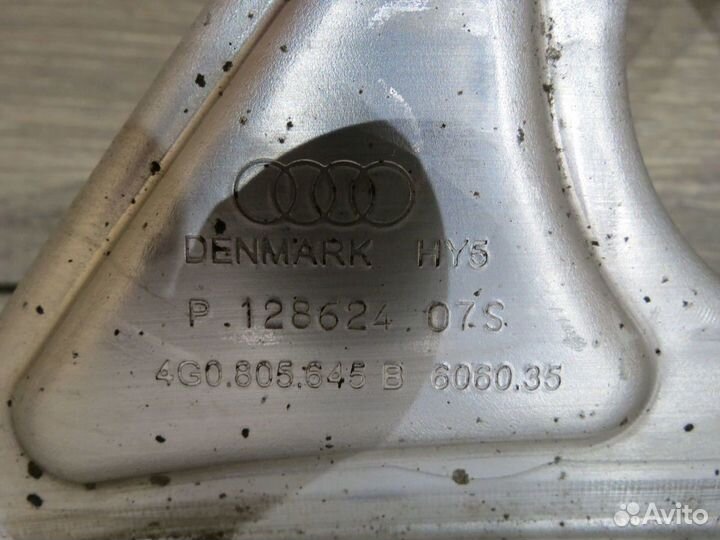 DENMARK HY5
P 128624 07S
4G0.805.645 B 6060.35
Avito